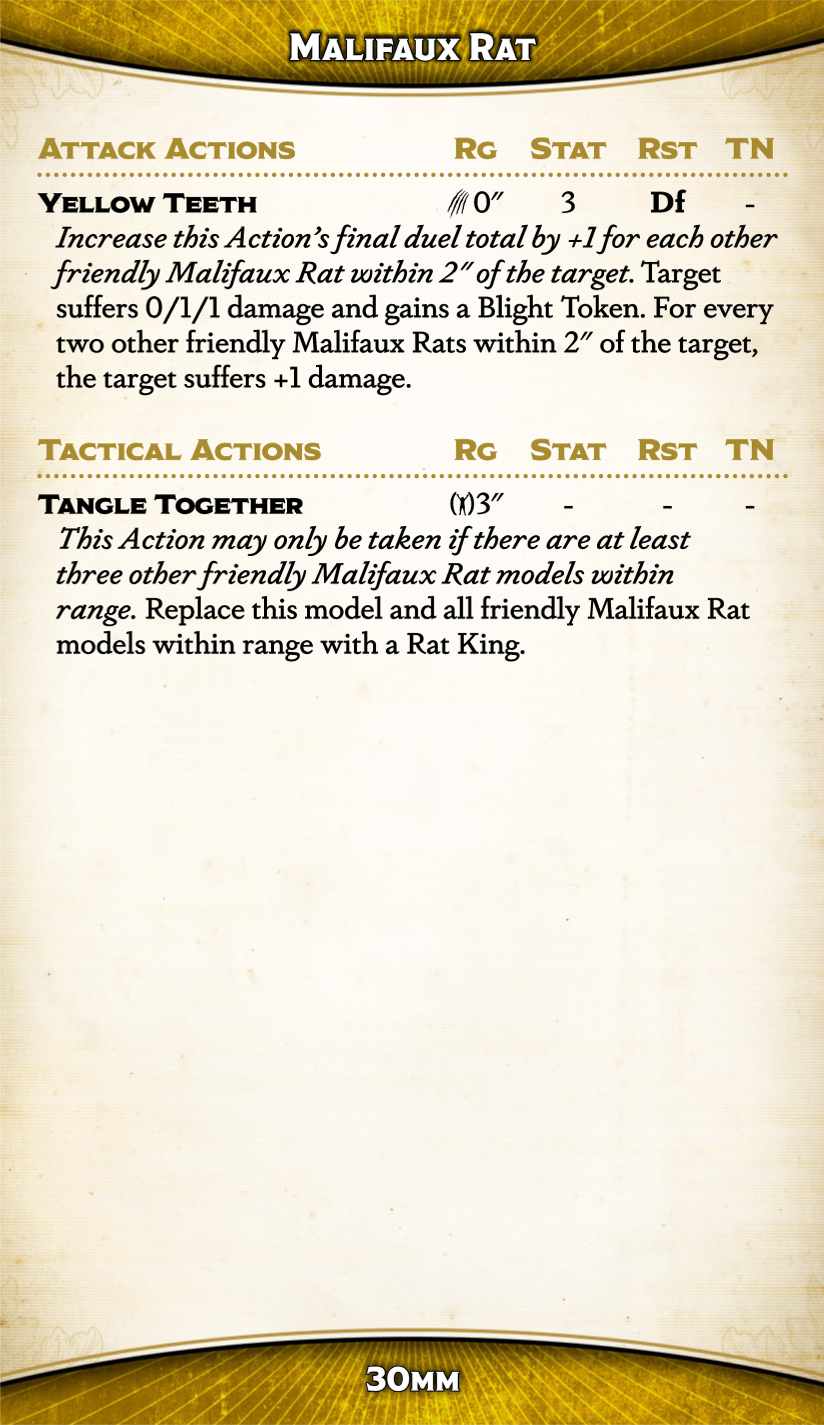 Malifaux Rat
Attack Actions Rg Stat Rst TN
Yellow Teeth 0″ 3 Df -
Increase this Action’s final duel total by +1 for each other
friendly Malifaux Rat within 2″ of the target. Target
suffers 0/1/1 damage and gains a Blight Token. For every
two other friendly Malifaux Rats within 2″ of the target,
the target suffers +1 damage.
Tactical Actions Rg Stat Rst TN
Tangle Together 3″ - - -
This Action may only be taken if there are at least
three other friendly Malifaux Rat models within
range. Replace this model and all friendly Malifaux Rat
models within range with a Rat King.
30mm